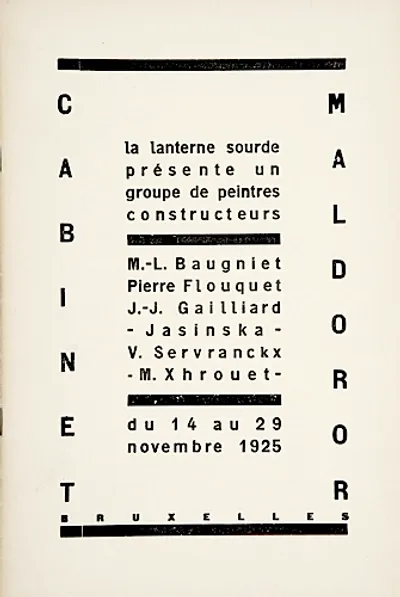 CABINET
MALDOROR
la lanterne sourde
présente un
groupe de peintres
constructeurs
M.-L. Baugniet
Pierre Flouquet
J.-J. Gailliard
- Jasinska -
V. Servranckx
- M. Xhrouet -
du 14 au 29
novembre 1925
BRUXELLES